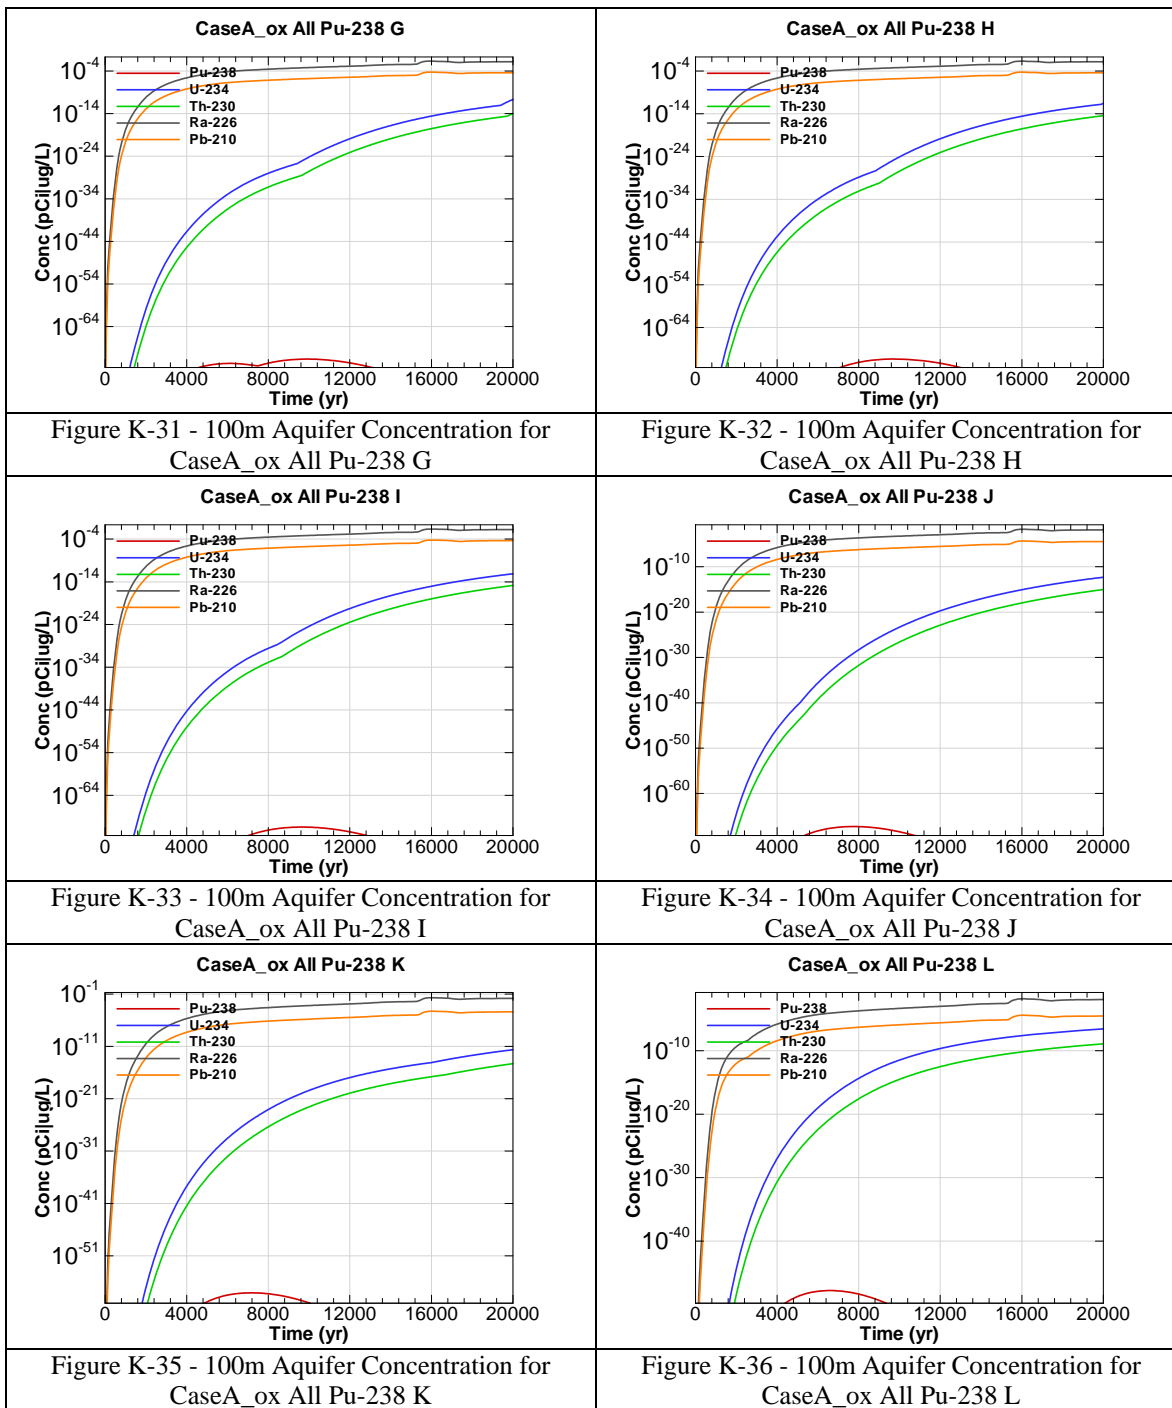 CaseA_ox All Pu-238 G
Conc (pCi|ug/L)
10^-4
10^-14
10^-24
10^-34
10^-44
10^-54
10^-64
Pu-238
U-234
Th-230
Ra-226
Pb-210
0 4000 8000 12000 16000 20000
Time (yr)
Figure K-31 - 100m Aquifer Concentration for
CaseA_ox All Pu-238 G
CaseA_ox All Pu-238 H
Conc (pCi|ug/L)
10^-4
10^-14
10^-24
10^-34
10^-44
10^-54
10^-64
Pu-238
U-234
Th-230
Ra-226
Pb-210
0 4000 8000 12000 16000 20000
Time (yr)
Figure K-32 - 100m Aquifer Concentration for
CaseA_ox All Pu-238 H
CaseA_ox All Pu-238 I
Conc (pCi|ug/L)
10^-4
10^-14
10^-24
10^-34
10^-44
10^-54
10^-64
Pu-238
U-234
Th-230
Ra-226
Pb-210
0 4000 8000 12000 16000 20000
Time (yr)
Figure K-33 - 100m Aquifer Concentration for
CaseA_ox All Pu-238 I
CaseA_ox All Pu-238 J
Conc (pCi|ug/L)
10^-10
10^-20
10^-30
10^-40
10^-50
10^-60
Pu-238
U-234
Th-230
Ra-226
Pb-210
0 4000 8000 12000 16000 20000
Time (yr)
Figure K-34 - 100m Aquifer Concentration for
CaseA_ox All Pu-238 J
CaseA_ox All Pu-238 K
Conc (pCi|ug/L)
10^-1
10^-11
10^-21
10^-31
10^-41
10^-51
Pu-238
U-234
Th-230
Ra-226
Pb-210
0 4000 8000 12000 16000 20000
Time (yr)
Figure K-35 - 100m Aquifer Concentration for
CaseA_ox All Pu-238 K
CaseA_ox All Pu-238 L
Conc (pCi|ug/L)
10^-10
10^-20
10^-30
10^-40
Pu-238
U-234
Th-230
Ra-226
Pb-210
0 4000 8000 12000 16000 20000
Time (yr)
Figure K-36 - 100m Aquifer Concentration for
CaseA_ox All Pu-238 L